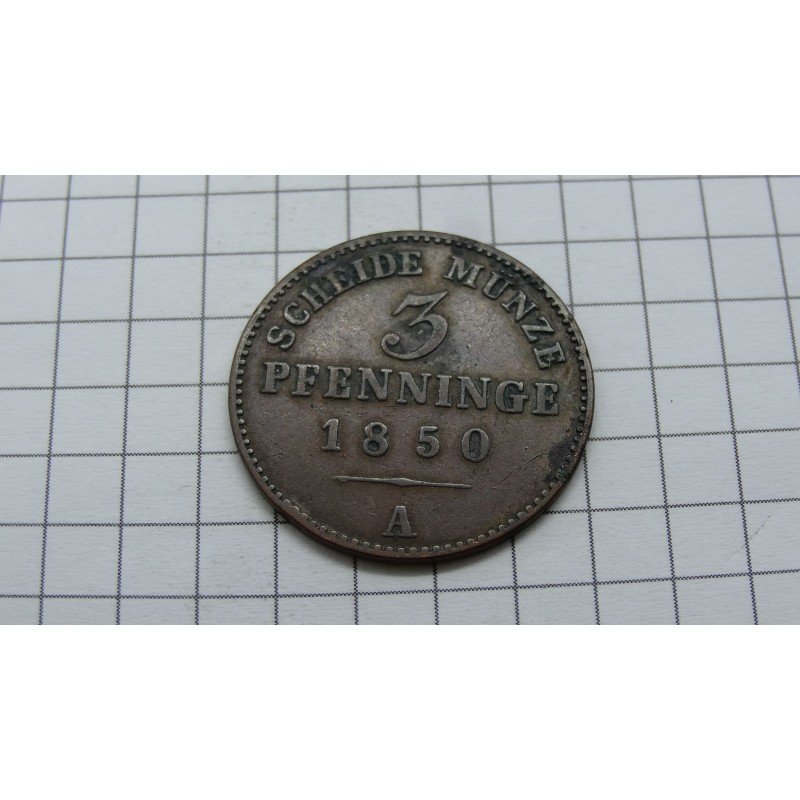 SCHEIDE MUNZE
3
PFENNINGE
1850
A